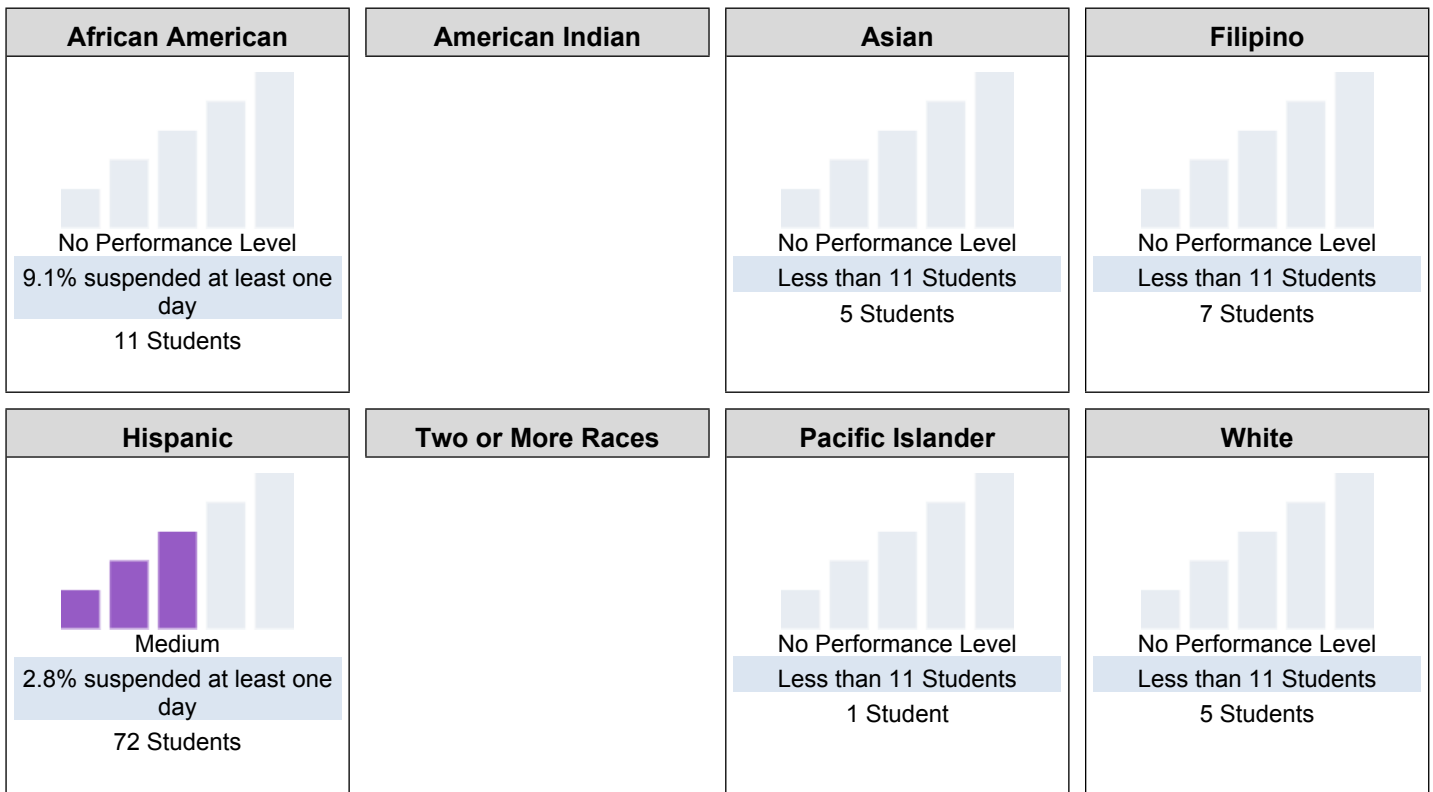 African American
American Indian
Asian
Filipino
No Performance Level
9.1% suspended at least one
day
11 Students
No Performance Level
Less than 11 Students
5 Students
No Performance Level
Less than 11 Students
7 Students
Hispanic
Two or More Races
Pacific Islander
White
Medium
2.8% suspended at least one
day
72 Students
No Performance Level
Less than 11 Students
1 Student
No Performance Level
Less than 11 Students
5 Students